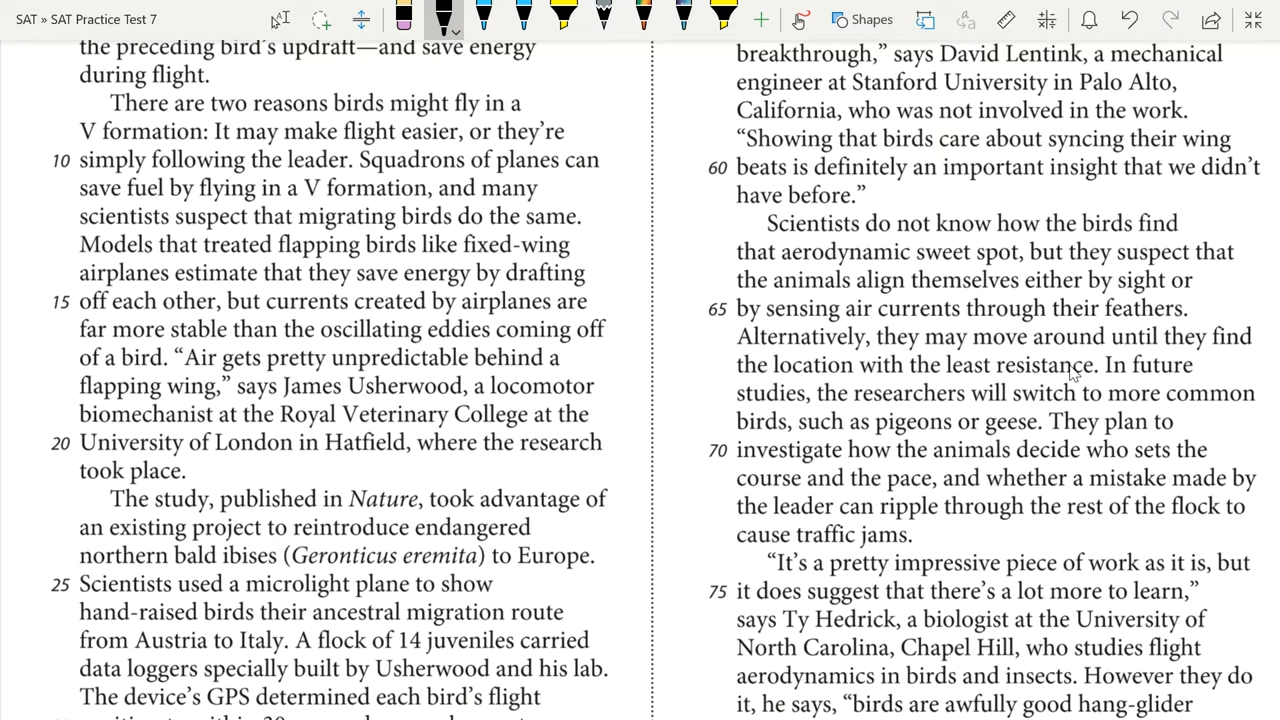 SAT » SAT Practice Test 7
Shapes
the preceding bird's updraft—and save energy
during flight.
There are two reasons birds might fly in a
V formation: It may make flight easier, or they're
10 simply following the leader. Squadrons of planes can
save fuel by flying in a V formation, and many
scientists suspect that migrating birds do the same.
Models that treated flapping birds like fixed-wing
airplanes estimate that they save energy by drafting
15 off each other, but currents created by airplanes are
far more stable than the oscillating eddies coming off
of a bird. “Air gets pretty unpredictable behind a
flapping wing,” says James Usherwood, a locomotor
biomechanist at the Royal Veterinary College at the
20 University of London in Hatfield, where the research
took place.
The study, published in Nature, took advantage of
an existing project to reintroduce endangered
northern bald ibises (Geronticus eremita) to Europe.
25 Scientists used a microlight plane to show
hand-raised birds their ancestral migration route
from Austria to Italy. A flock of 14 juveniles carried
data loggers specially built by Usherwood and his lab.
The device's GPS determined each bird's flight
breakthrough,” says David Lentink, a mechanical
engineer at Stanford University in Palo Alto,
California, who was not involved in the work.
“Showing that birds care about syncing their wing
60 beats is definitely an important insight that we didn't
have before.”
Scientists do not know how the birds find
that aerodynamic sweet spot, but they suspect that
the animals align themselves either by sight or
65 by sensing air currents through their feathers.
Alternatively, they may move around until they find
the location with the least resistance. In future
studies, the researchers will switch to more common
birds, such as pigeons or geese. They plan to
70 investigate how the animals decide who sets the
course and the pace, and whether a mistake made by
the leader can ripple through the rest of the flock to
cause traffic jams.
“It's a pretty impressive piece of work as it is, but
75 it does suggest that there's a lot more to learn,”
says Ty Hedrick, a biologist at the University of
North Carolina, Chapel Hill, who studies flight
aerodynamics in birds and insects. However they do
it, he says, “birds are awfully good hang-glider